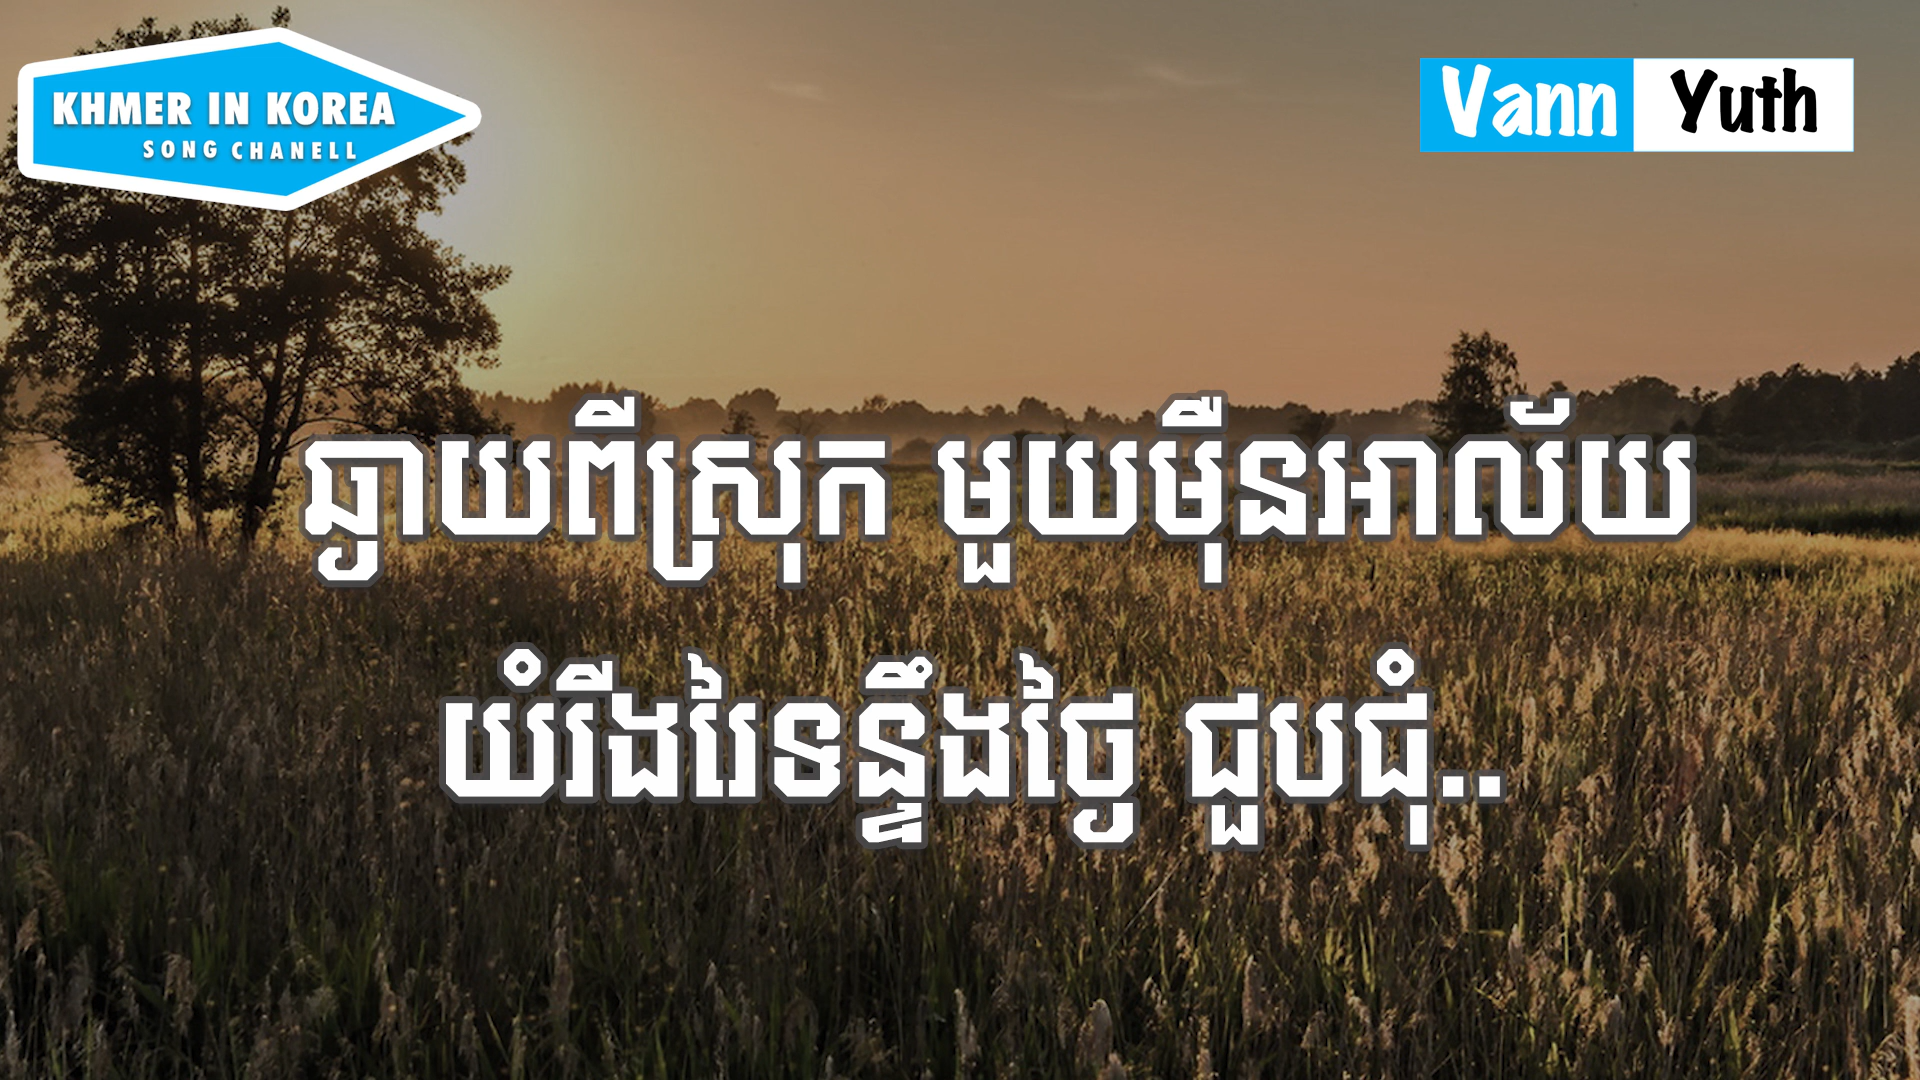 KHMER IN KOREA
SONG CHANELL
Vann Yuth
ឆ្ងាយពីស្រុក មួយម៉ឺនអាល័យ
យំរឺងរៃទន្ទឹងថ្ងៃ ជួបជុំ..